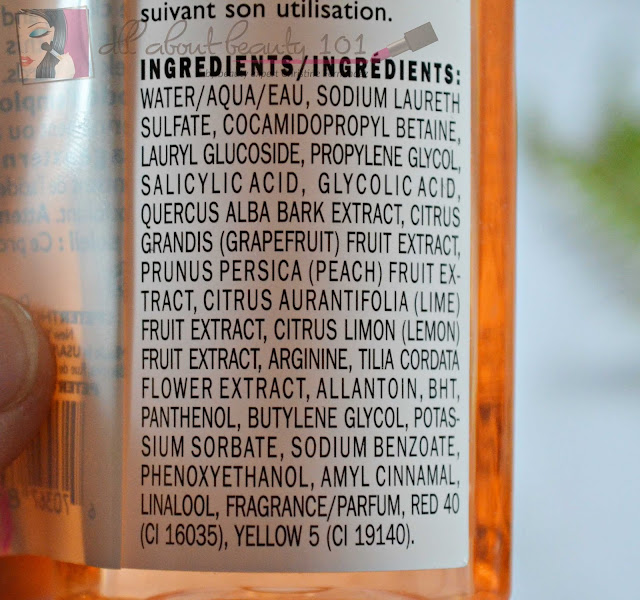 suivant son utilisation.
all about beauty 101
INGREDIENTS/INGRÉDIENTS:
WATER/AQUA/EAU, SODIUM LAURETH
SULFATE, COCAMIDOPROPYL BETAINE,
LAURYL GLUCOSIDE, PROPYLENE GLYCOL,
SALICYLIC ACID, GLYCOLIC ACID,
QUERCUS ALBA BARK EXTRACT, CITRUS
GRANDIS (GRAPEFRUIT) FRUIT EXTRACT,
PRUNUS PERSICA (PEACH) FRUIT EX-
TRACT, CITRUS AURANTIFOLIA (LIME)
FRUIT EXTRACT, CITRUS LIMON (LEMON)
FRUIT EXTRACT, ARGININE, TILIA CORDATA
FLOWER EXTRACT, ALLANTOIN, BHT,
PANTHENOL, BUTYLENE GLYCOL, POTAS-
SIUM SORBATE, SODIUM BENZOATE,
PHENOXYETHANOL, AMYL CINNAMAL,
LINALOOL, FRAGRANCE/PARFUM, RED 40
(CI 16035), YELLOW 5 (CI 19140).